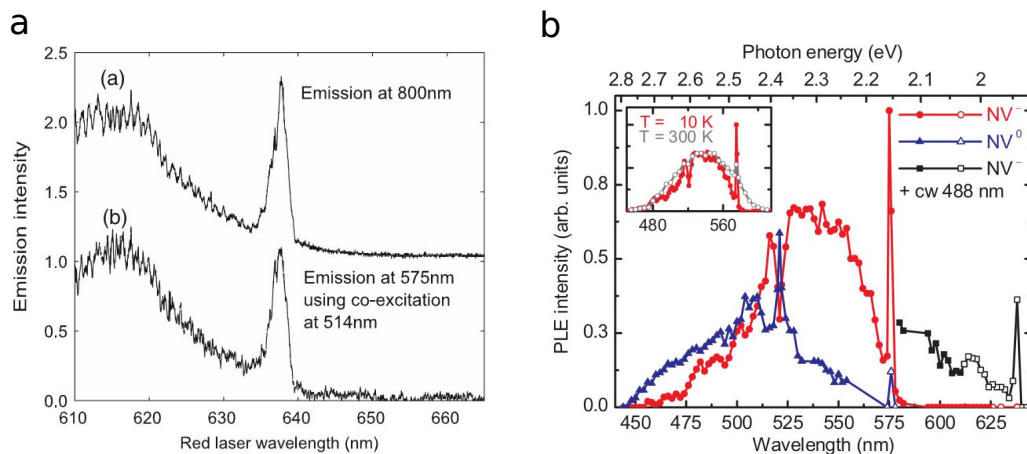 a
2.5
2.0
1.5
1.0
0.5
0.0
Emission intensity
(a)
Emission at 800nm
(b)
Emission at 575nm
using co-excitation
at 514nm
610 620 630 640 650 660
Red laser wavelength (nm)
b
Photon energy (eV)
2.8 2.7 2.6 2.5 2.4 2.3 2.2 2.1 2
1.0
0.8
0.5
0.3
0.0
PLE intensity (arb. units)
T = 10 K
T = 300 K
480 560
NV⁻
NV⁰
NV⁻
+ cw 488 nm
450 475 500 525 550 575 600 625
Wavelength (nm)